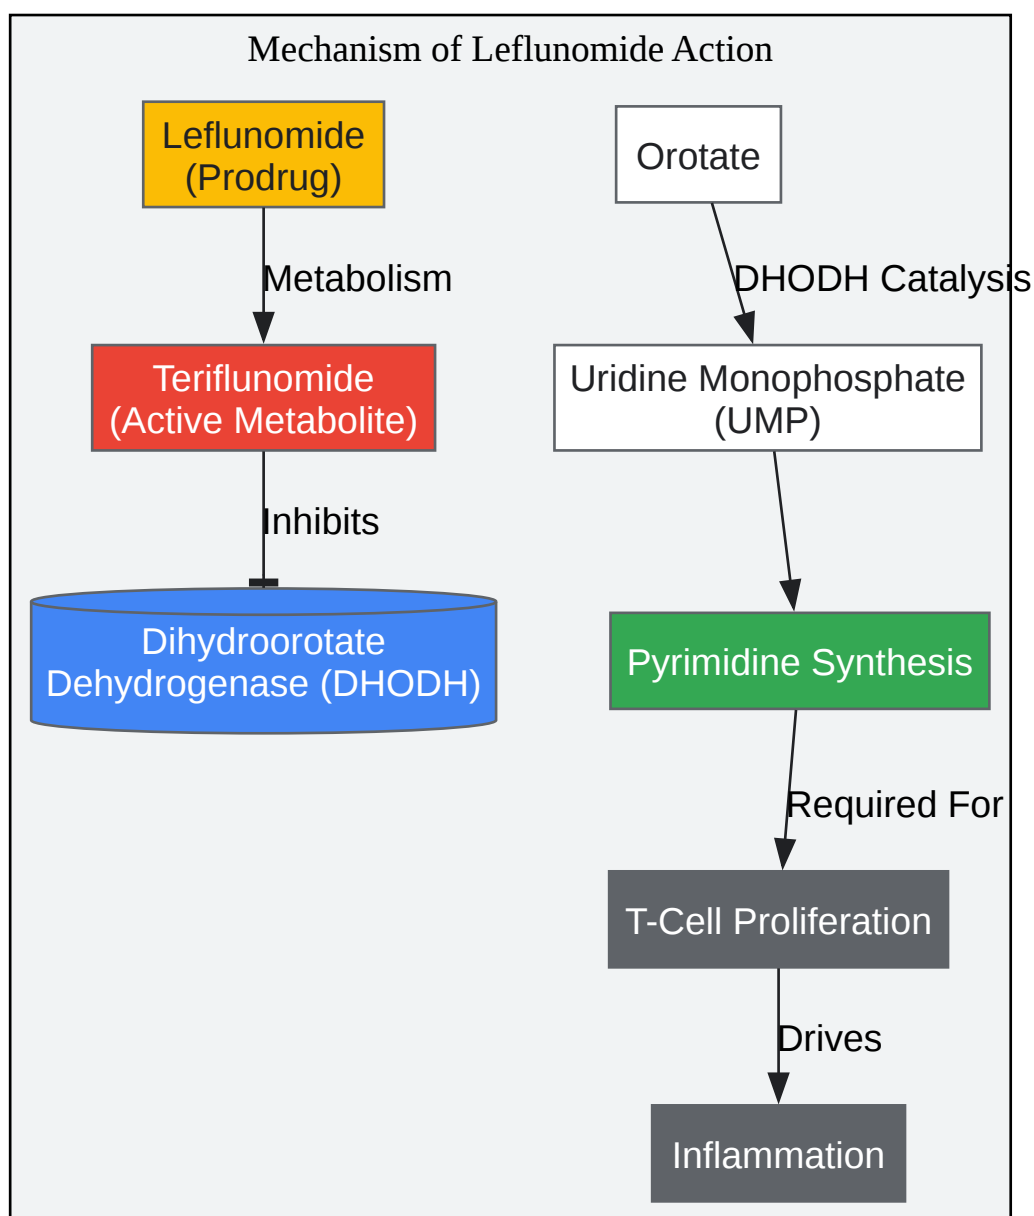 Mechanism of Leflunomide Action
Leflunomide
(Prodrug)
Metabolism
Teriflunomide
(Active Metabolite)
Inhibits
Dihydroorotate
Dehydrogenase (DHODH)
Orotate
DHODH Catalysis
Uridine Monophosphate
(UMP)
Pyrimidine Synthesis
Required For
T-Cell Proliferation
Drives
Inflammation